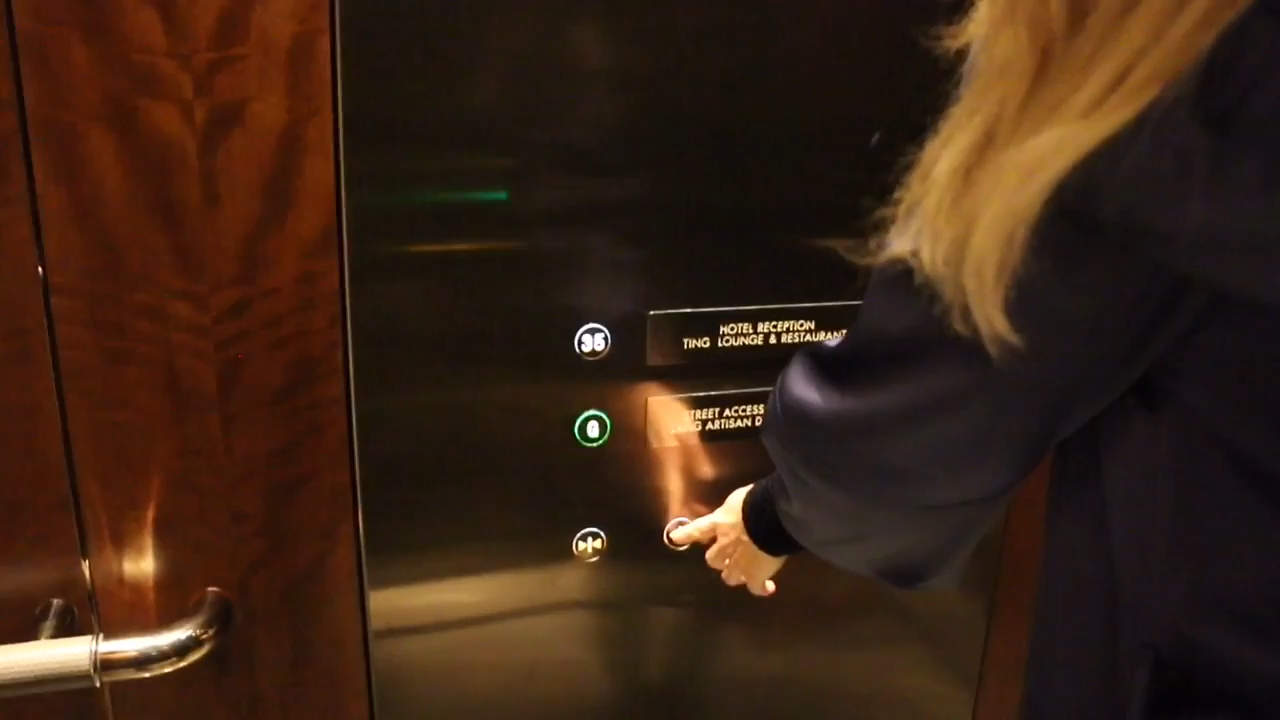 35
HOTEL RECEPTION
TING LOUNGE & RESTAURANT
G
STREET ACCESS
ARTISAN